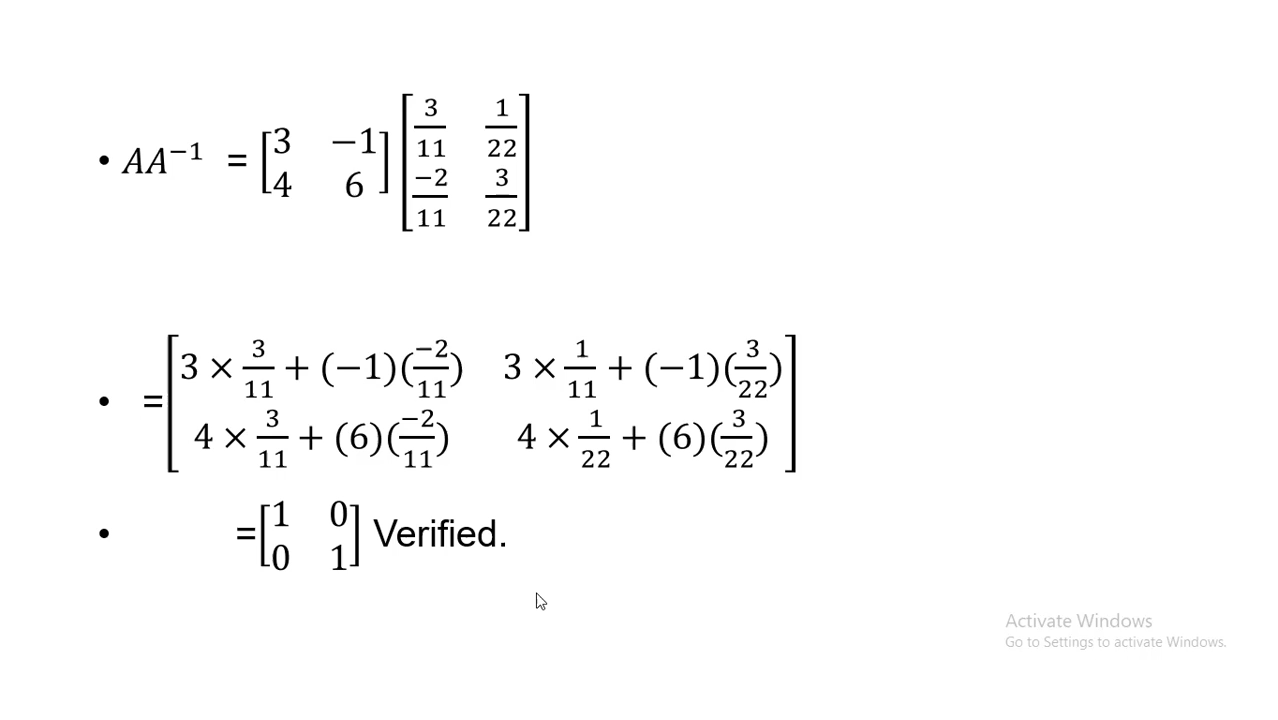 • AA⁻¹ = [3 −1; 4 6] [3/11 1/22; −2/11 3/22]
• = [3 × 3/11 + (−1)(−2/11) 3 × 1/11 + (−1)(3/22); 4 × 3/11 + (6)(−2/11) 4 × 1/22 + (6)(3/22)]
• = [1 0; 0 1] Verified.
Activate Windows
Go to Settings to activate Windows.